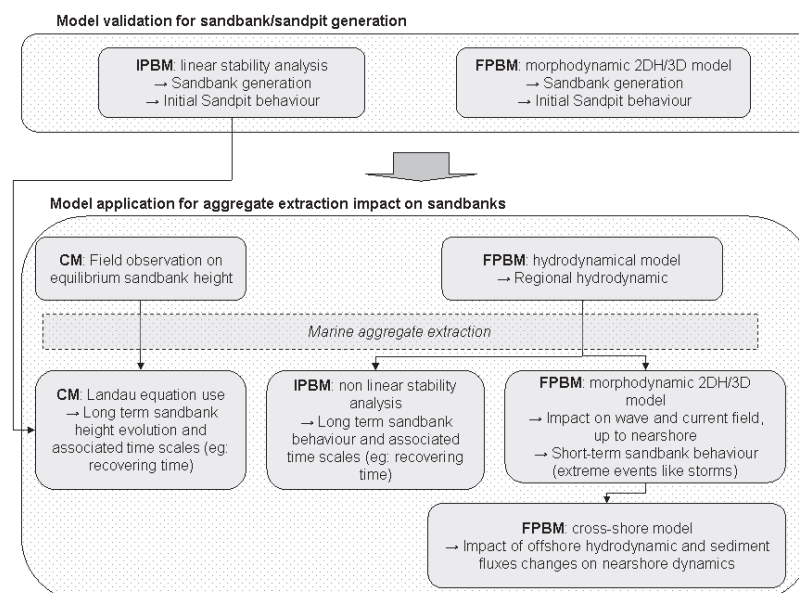 Model validation for sandbank/sandpit generation
IPBM: linear stability analysis
→ Sandbank generation
→ Initial Sandpit behaviour
FPBM: morphodynamic 2DH/3D model
→ Sandbank generation
→ Initial Sandpit behaviour
Model application for aggregate extraction impact on sandbanks
CM: Field observation on
equilibrium sandbank height
FPBM: hydrodynamical model
→ Regional hydrodynamic
Marine aggregate extraction
CM: Landau equation use
→ Long term sandbank
height evolution and
associated time scales (eg:
recovering time)
IPBM: non linear stability
analysis
→ Long term sandbank
behaviour and associated
time scales (eg: recovering
time)
FPBM: morphodynamic 2DH/3D
model
→ Impact on wave and current field,
up to nearshore
→ Short-term sandbank behaviour
(extreme events like storms)
FPBM: cross-shore model
→ Impact of offshore hydrodynamic and sediment
fluxes changes on nearshore dynamics